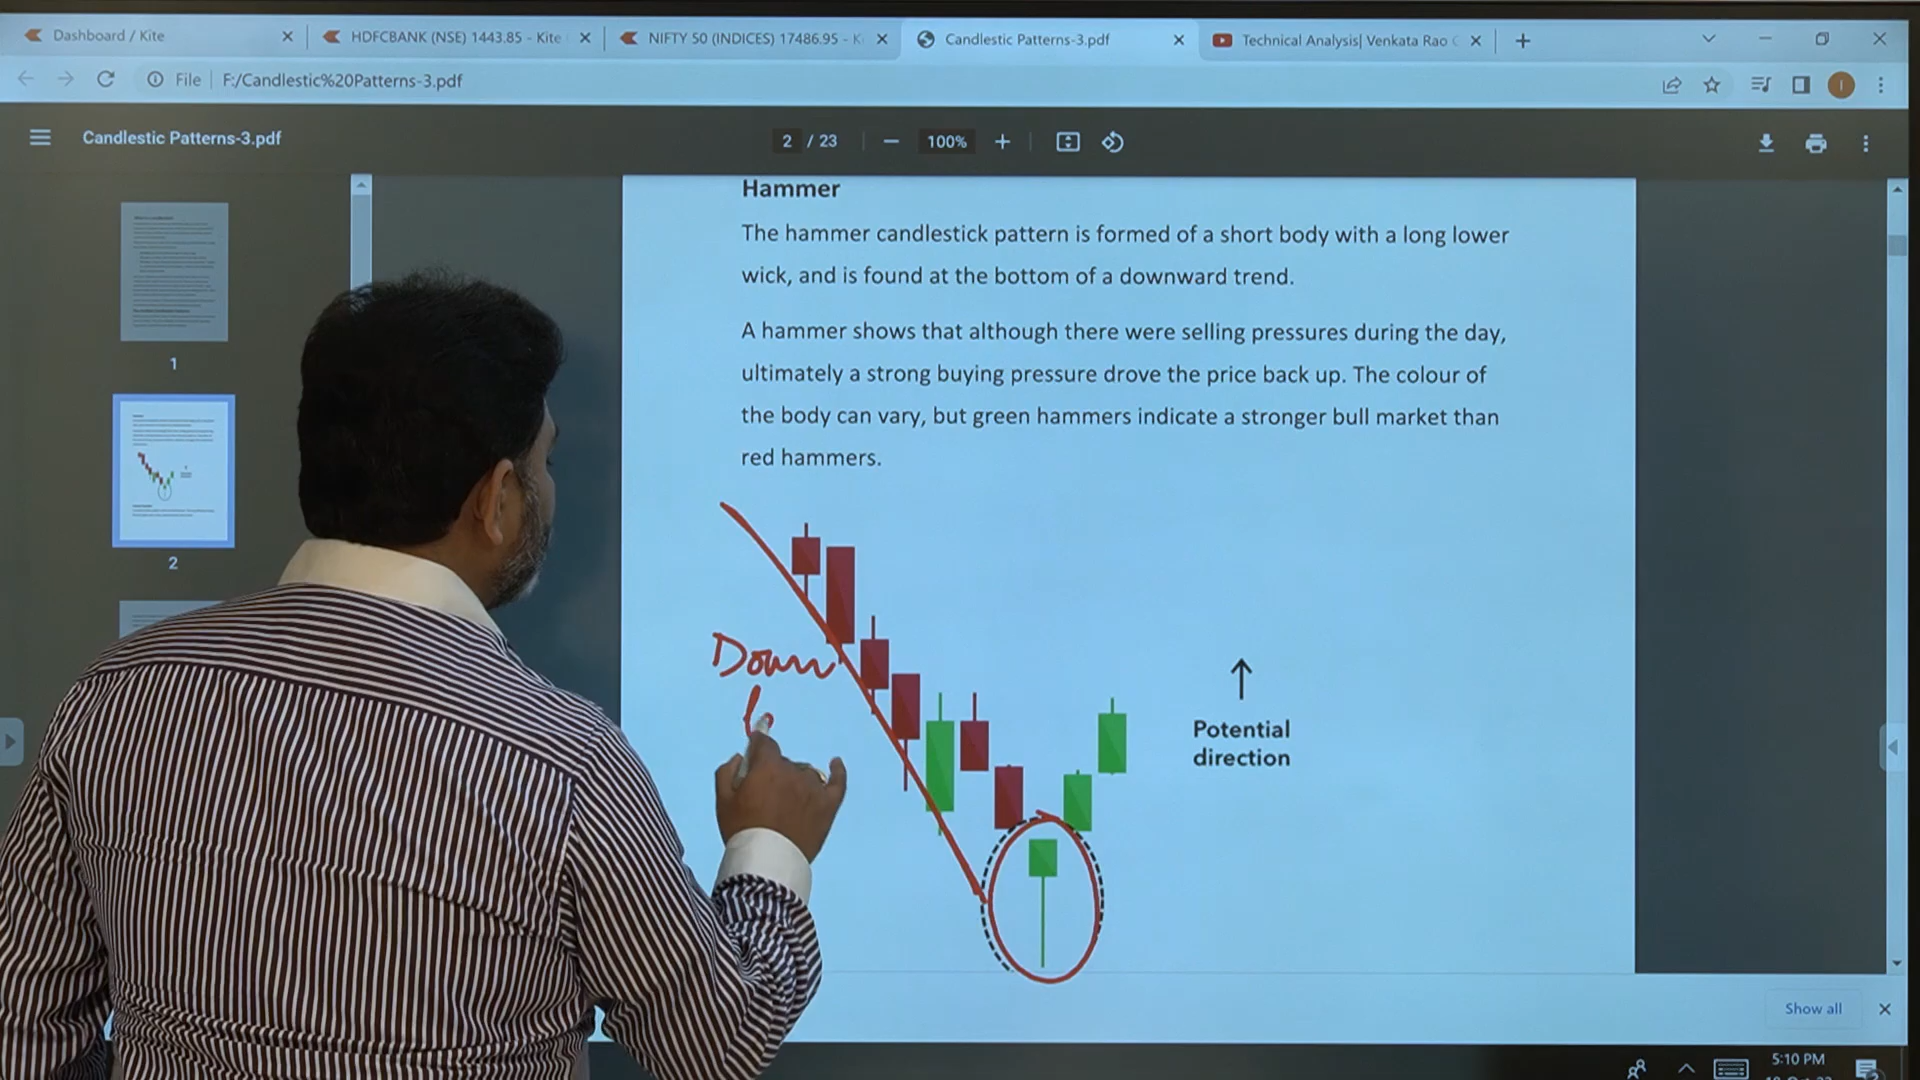 Dashboard / Kite
HDFCBANK (NSE) 1443.85 - Kite
NIFTY 50 (INDICES) 17486.95 - K
Candlestic Patterns-3.pdf
Technical Analysis| Venkata Rao
File
F:/Candlestic%20Patterns-3.pdf
I
Candlestic Patterns-3.pdf
2 / 23
100%
1
2
Hammer
The hammer candlestick pattern is formed of a short body with a long lower
wick, and is found at the bottom of a downward trend.
A hammer shows that although there were selling pressures during the day,
ultimately a strong buying pressure drove the price back up. The colour of
the body can vary, but green hammers indicate a stronger bull market than
red hammers.
Down
Potential
direction
Show all
5:10 PM